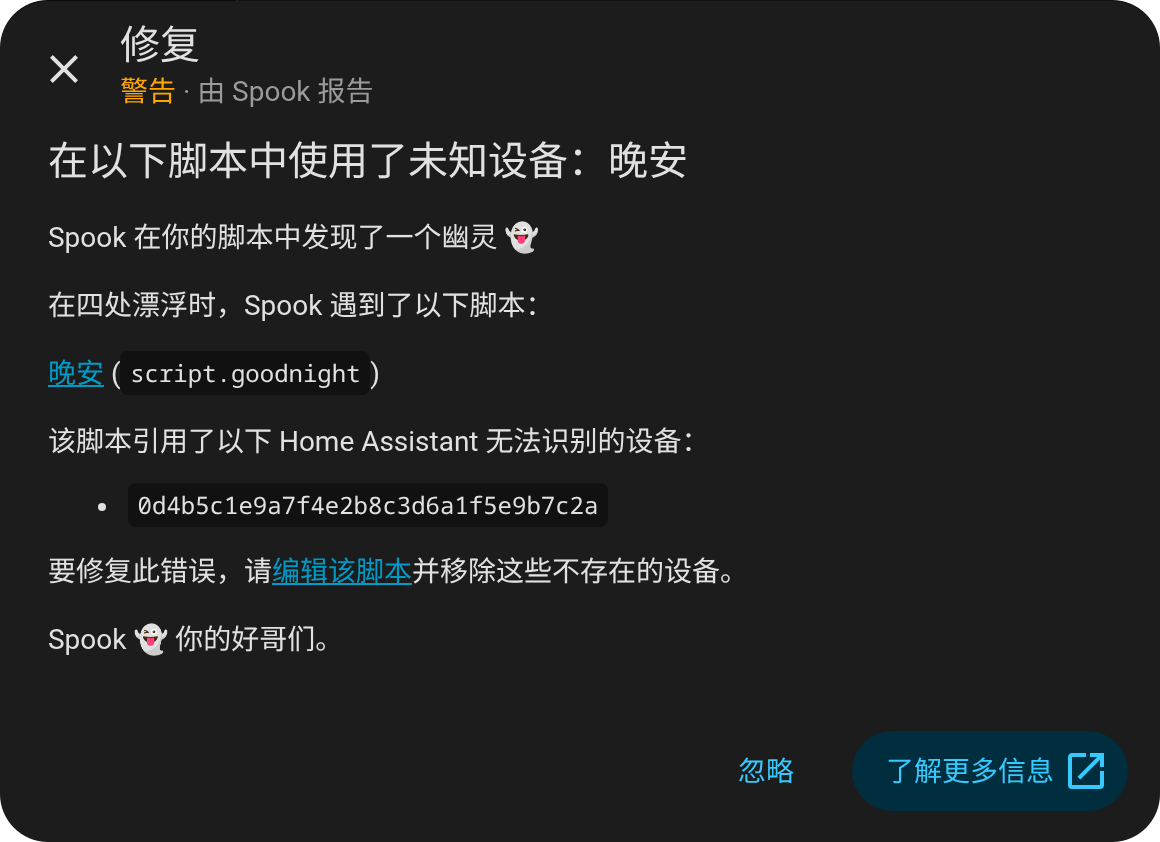 修复
警告 · 由 Spook 报告
在以下脚本中使用了未知设备：晚安
Spook 在你的脚本中发现了一个幽灵 👻
在四处漂浮时，Spook 遇到了以下脚本：
晚安 (script.goodnight)
该脚本引用了以下 Home Assistant 无法识别的设备：
• 0d4b5c1e9a7f4e2b8c3d6a1f5e9b7c2a
要修复此错误，请编辑该脚本并移除这些不存在的设备。
Spook 👻 你的好哥们。
忽略
了解更多信息